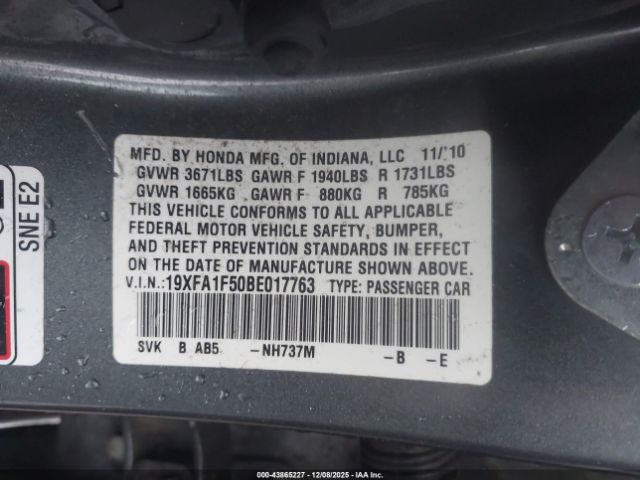 MFD. BY HONDA MFG. OF INDIANA, LLC 11/'10
GVWR 3671LBS GAWR F 1940LBS R 1731LBS
GVWR 1665KG GAWR F 880KG R 785KG
THIS VEHICLE CONFORMS TO ALL APPLICABLE
FEDERAL MOTOR VEHICLE SAFETY, BUMPER,
AND THEFT PREVENTION STANDARDS IN EFFECT
ON THE DATE OF MANUFACTURE SHOWN ABOVE.
V.I.N.:19XFA1F50BE017763 TYPE: PASSENGER CAR
SVK B AB5 -NH737M -B -E
SNE E2
© 43865227 | 12/08/2025 | IAA Inc.